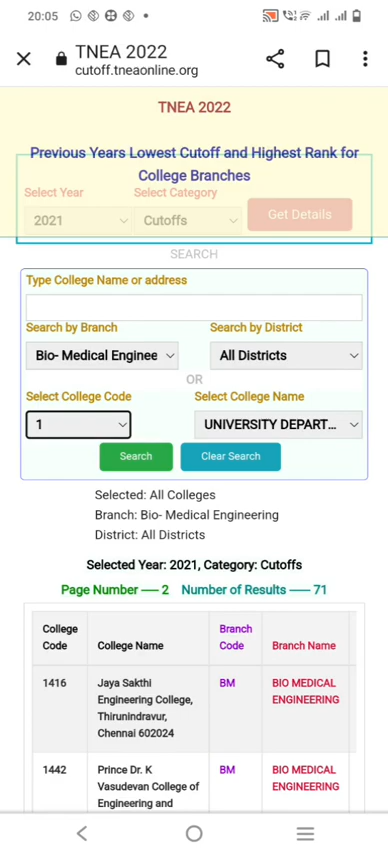 20:05
TNEA 2022
cutoff.tneaonline.org
TNEA 2022
Previous Years Lowest Cutoff and Highest Rank for
College Branches
Select Year
Select Category
2021
Cutoffs
Get Details
SEARCH
Type College Name or address
Search by Branch
Search by District
Bio- Medical Enginee
All Districts
OR
Select College Code
Select College Name
1
UNIVERSITY DEPART...
Search
Clear Search
Selected: All Colleges
Branch: Bio- Medical Engineering
District: All Districts
Selected Year: 2021, Category: Cutoffs
Page Number ---- 2 Number of Results ----- 71
College
Code
College Name
Branch
Code
Branch Name
1416
Jaya Sakthi
Engineering College,
Thirunindravur,
Chennai 602024
BM
BIO MEDICAL
ENGINEERING
1442
Prince Dr. K
Vasudevan College of
Engineering and
BM
BIO MEDICAL
ENGINEERING